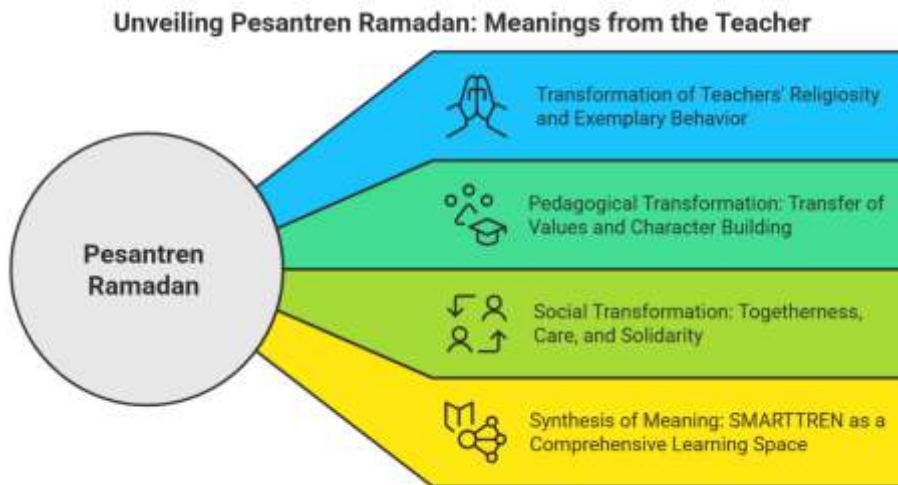 Unveiling Pesantren Ramadan: Meanings from the Teacher
Pesantren
Ramadan
Transformation of Teachers' Religiosity
and Exemplary Behavior
Pedagogical Transformation: Transfer of
Values and Character Building
Social Transformation: Togetherness,
Care, and Solidarity
Synthesis of Meaning: SMARTTREN as a
Comprehensive Learning Space